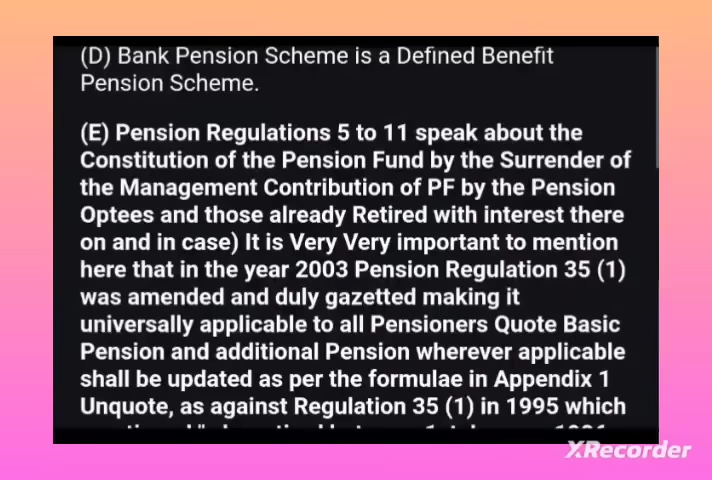 (D) Bank Pension Scheme is a Defined Benefit
Pension Scheme.
(E) Pension Regulations 5 to 11 speak about the
Constitution of the Pension Fund by the Surrender of
the Management Contribution of PF by the Pension
Optees and those already Retired with interest there
on and in case) It is Very Very important to mention
here that in the year 2003 Pension Regulation 35 (1)
was amended and duly gazetted making it
universally applicable to all Pensioners Quote Basic
Pension and additional Pension wherever applicable
shall be updated as per the formulae in Appendix 1
Unquote, as against Regulation 35 (1) in 1995 which
XRecorder